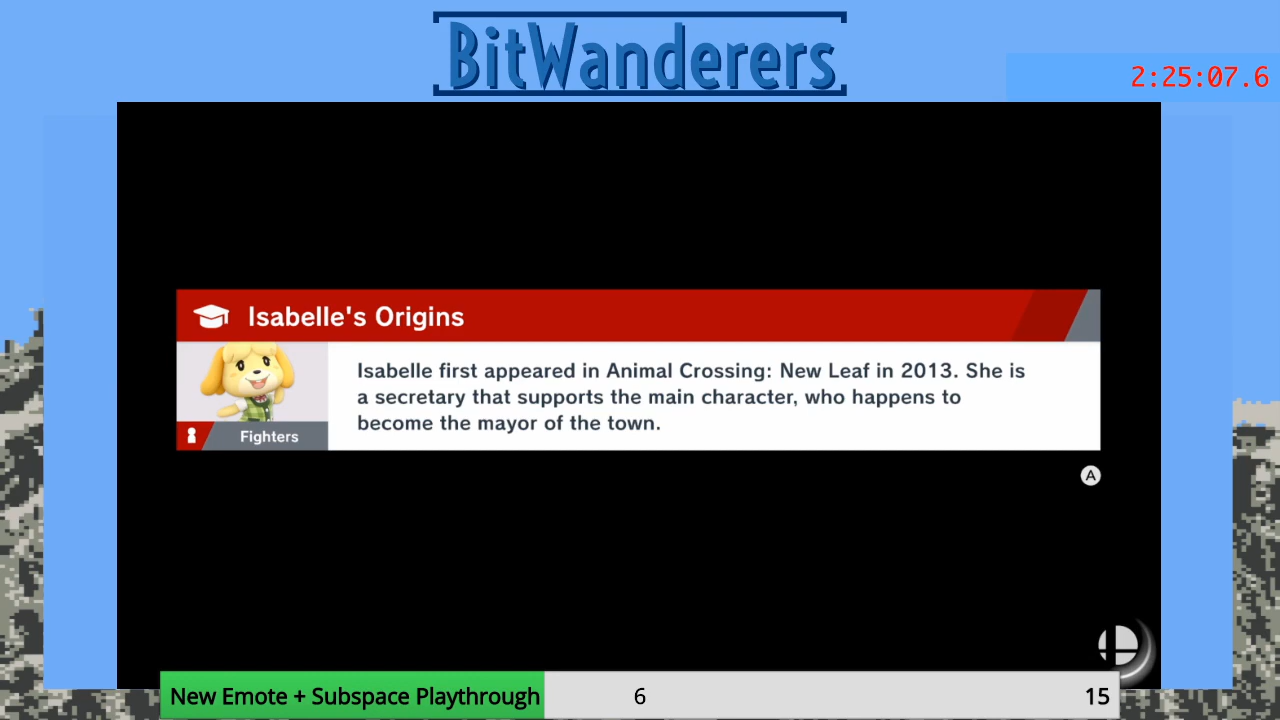 BitWanderers
2:25:07.6
Isabelle's Origins
Isabelle first appeared in Animal Crossing: New Leaf in 2013. She is
a secretary that supports the main character, who happens to
become the mayor of the town.
Fighters
A
New Emote + Subspace Playthrough 6 15